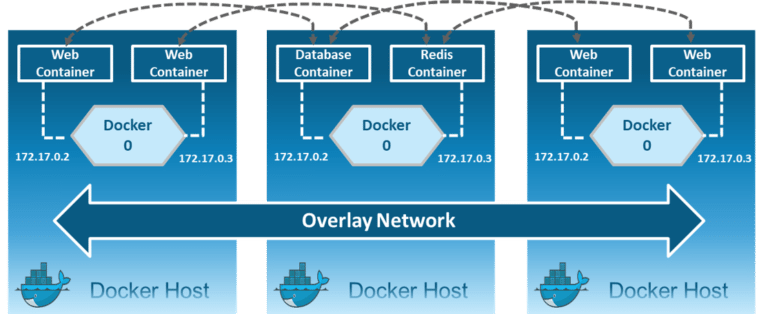 Web
Container
Web
Container
Database
Container
Redis
Container
Web
Container
Web
Container
Docker
0
Docker
0
Docker
0
172.17.0.2
172.17.0.3
172.17.0.2
172.17.0.3
172.17.0.2
172.17.0.3
Overlay Network
Docker Host
Docker Host
Docker Host